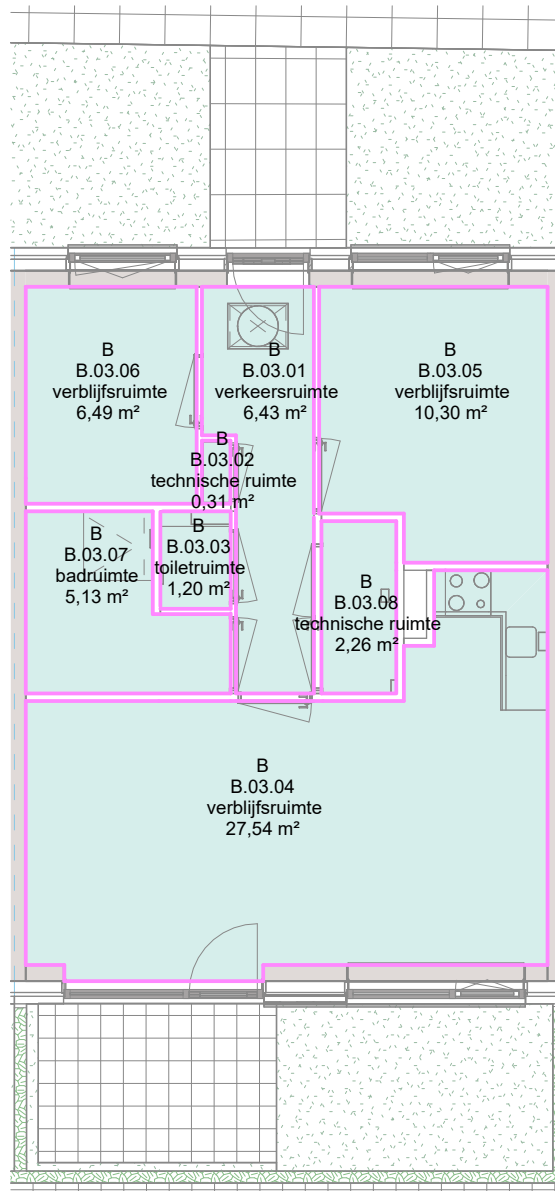 B
B.03.06
verblijfsruimte
6,49 m²
B
B.03.01
verkeersruimte
6,43 m²
B
B.03.05
verblijfsruimte
10,30 m²
B
B.03.02
technische ruimte
0,31 m²
B
B.03.07
badruimte
5,13 m²
B
B.03.03
toiletruimte
1,20 m²
B
B.03.08
technische ruimte
2,26 m²
B
B.03.04
verblijfsruimte
27,54 m²